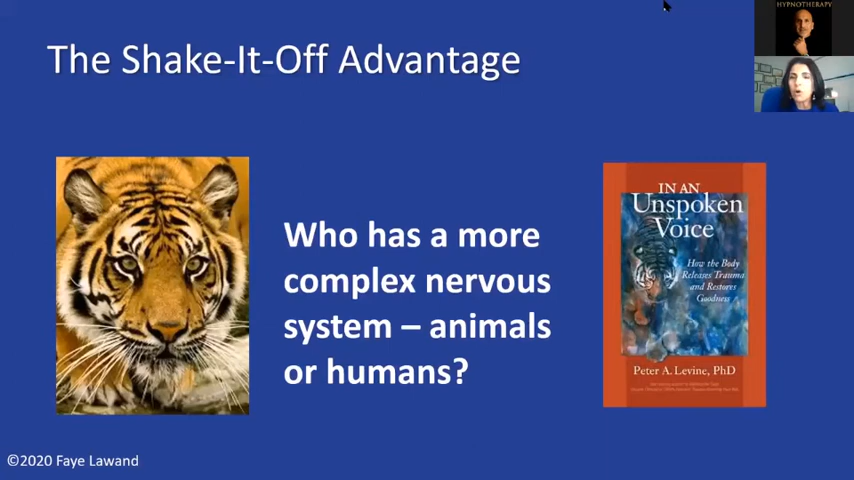 HYPNOTHERAPY
The Shake-It-Off Advantage
Who has a more
complex nervous
system – animals
or humans?
IN AN
Unspoken
Voice
How the Body
Releases Trauma
and Restores
Goodness
Peter A. Levine, PhD
©2020 Faye Lawand